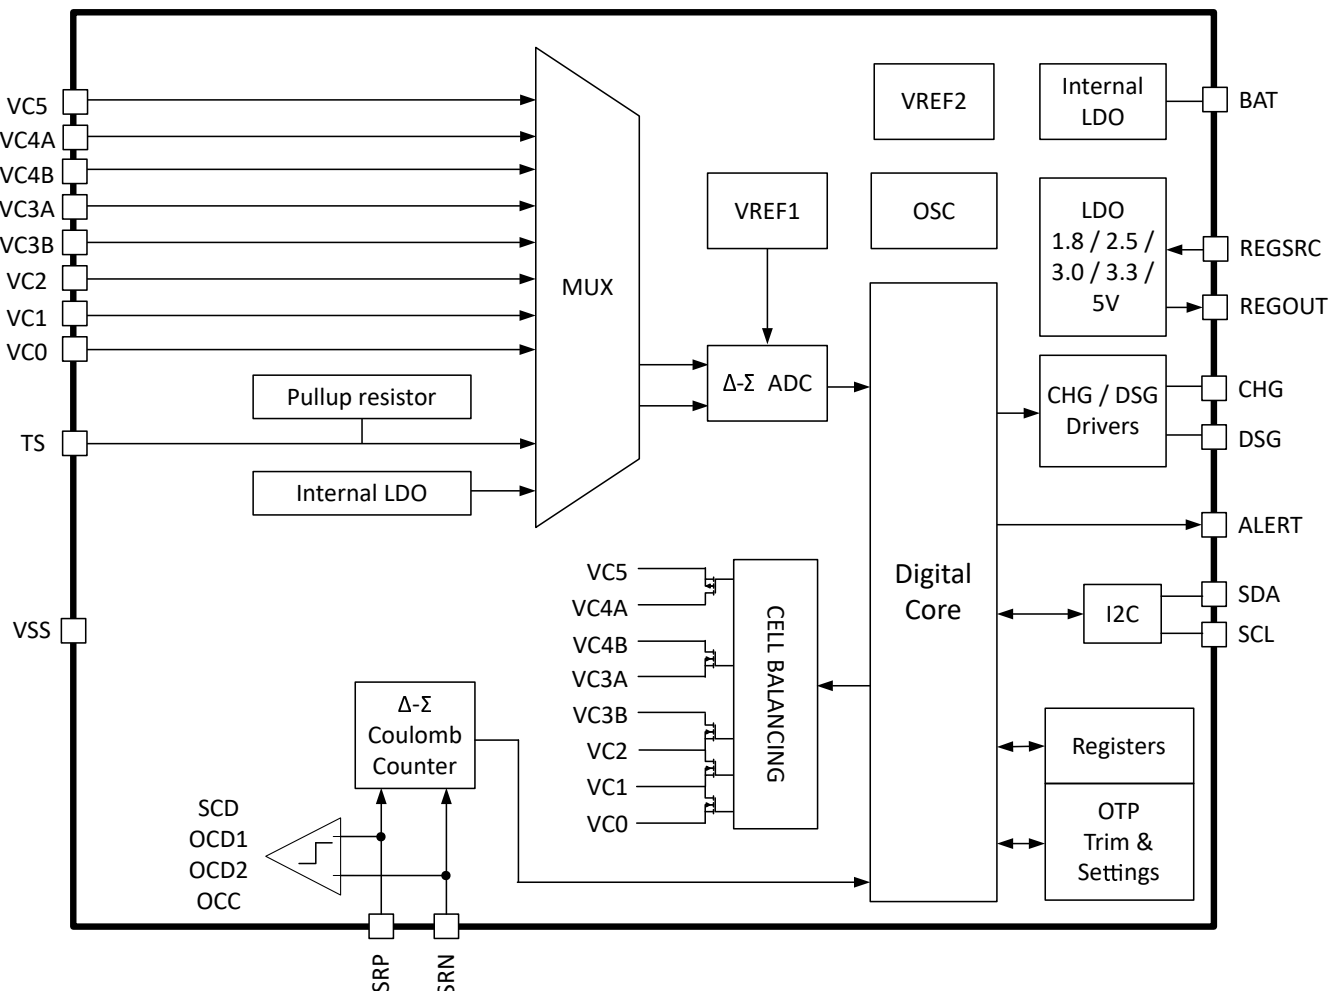 VC5
VC4A
VC4B
VC3A
VC3B
VC2
VC1
VC0
TS
VSS
MUX
Pullup resistor
Internal LDO
VREF1
Δ-Σ ADC
VREF2
OSC
Internal
LDO
BAT
LDO
1.8 / 2.5 /
3.0 / 3.3 /
5V
REGSRC
REGOUT
CHG / DSG
Drivers
CHG
DSG
ALERT
Digital
Core
I2C
SDA
SCL
VC5
VC4A
VC4B
VC3A
VC3B
VC2
VC1
VC0
CELL BALANCING
Registers
OTP
Trim &
Settings
Δ-Σ
Coulomb
Counter
SCD
OCD1
OCD2
OCC
SRP
SRN